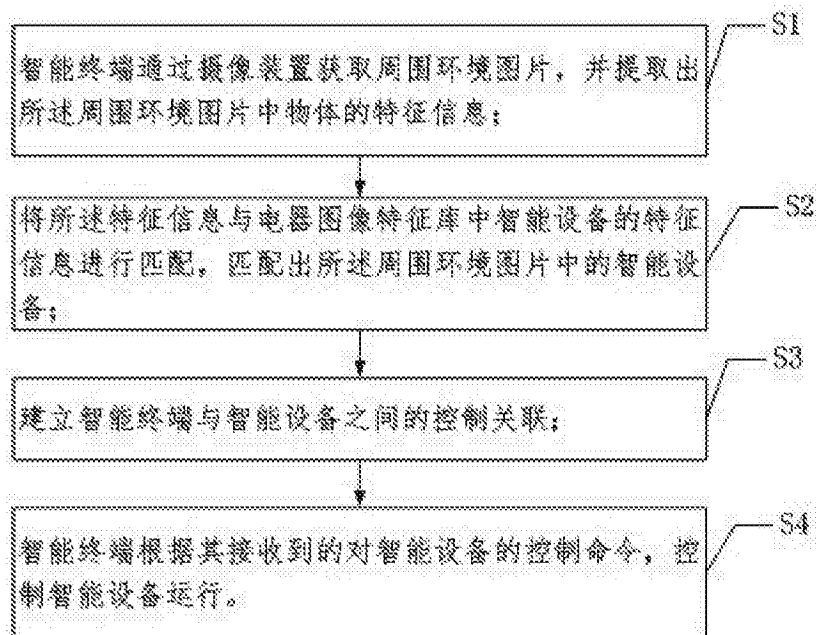 S1
智能终端通过摄像装置获取周围环境图片，并提取出
所述周围环境图片中物体的特征信息；
S2
将所述特征信息与电器图像特征库中智能设备的特征
信息进行匹配，匹配出所述周围环境图片中的智能设
备；
S3
建立智能终端与智能设备之间的控制关联；
S4
智能终端根据其接收到的对智能设备的控制命令，控
制智能设备运行。